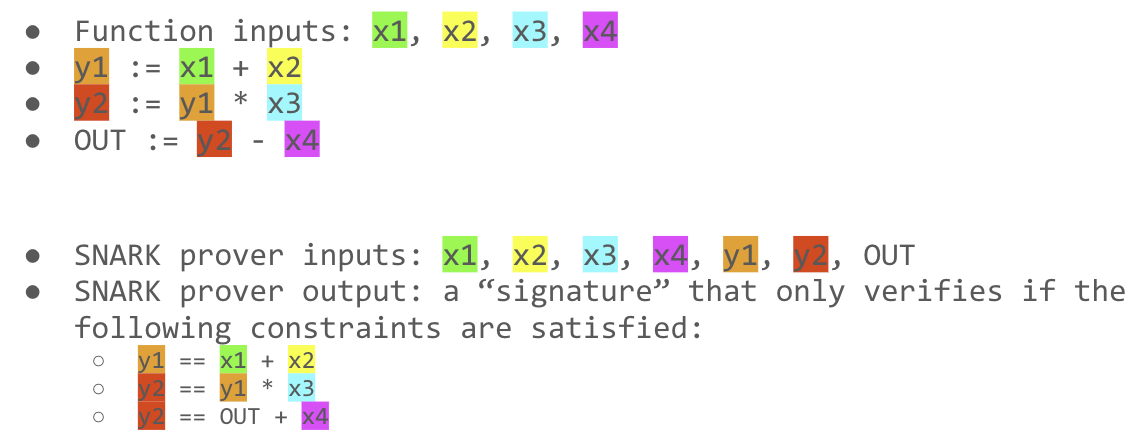 ● Function inputs: x1, x2, x3, x4
● y1 := x1 + x2
● y2 := y1 * x3
● OUT := y2 - x4
● SNARK prover inputs: x1, x2, x3, x4, y1, y2, OUT
● SNARK prover output: a “signature” that only verifies if the
following constraints are satisfied:
○ y1 == x1 + x2
○ y2 == y1 * x3
○ y2 == OUT + x4